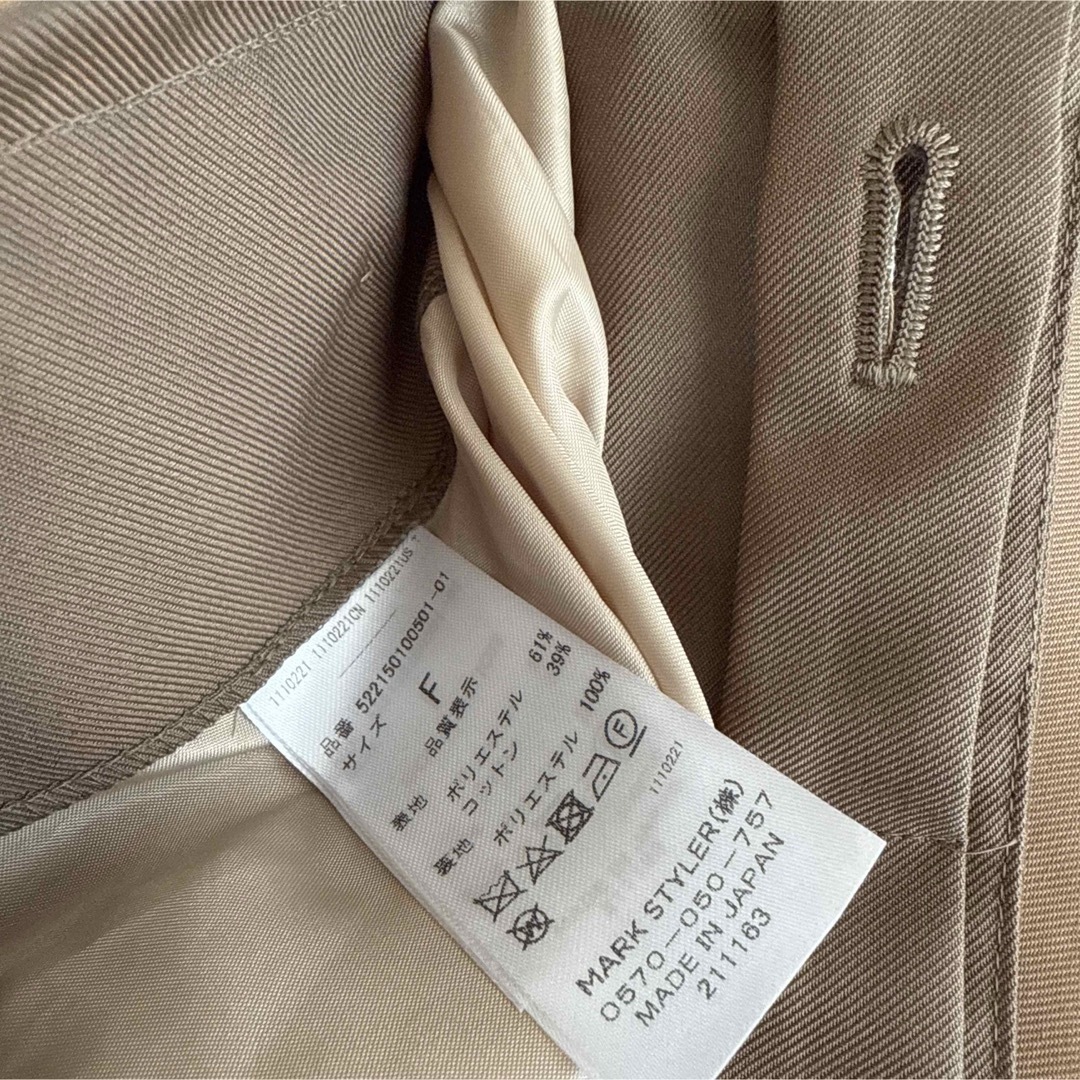 1110221 1110221CN 1110221US
品番 522150100501-01
サイズ
F
品質表示
表地 ポリエステル 61%
コットン 39%
裏地 ポリエステル 100%
F
W
1110221
MARK STYLER(株)
0570-050-757
MADE IN JAPAN
211163